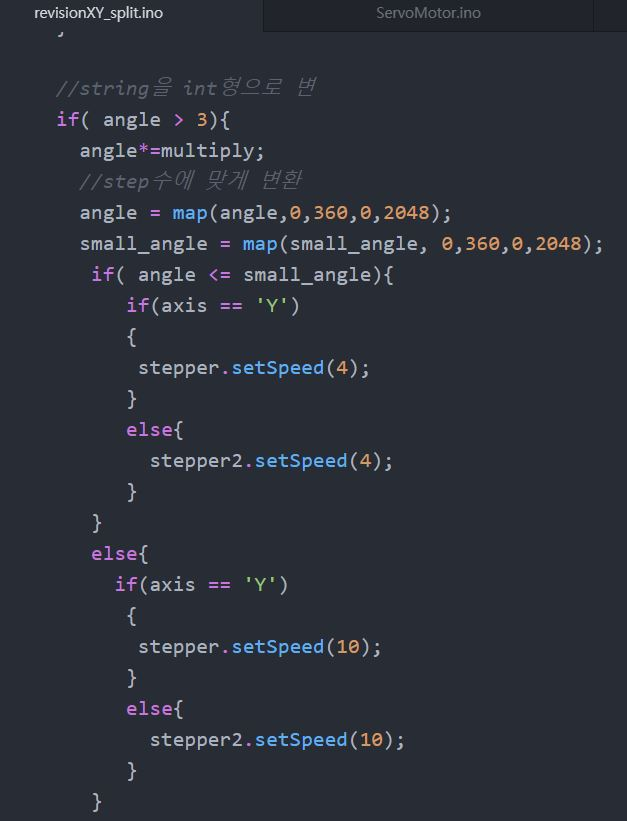 revisionXY_split.ino
ServoMotor.ino
}
//string을 int형으로 변
if( angle > 3){
angle*=multiply;
//step수에 맞게 변환
angle = map(angle,0,360,0,2048);
small_angle = map(small_angle, 0,360,0,2048);
if( angle <= small_angle){
if(axis == 'Y')
{
stepper.setSpeed(4);
}
else{
stepper2.setSpeed(4);
}
}
else{
if(axis == 'Y')
{
stepper.setSpeed(10);
}
else{
stepper2.setSpeed(10);
}
}